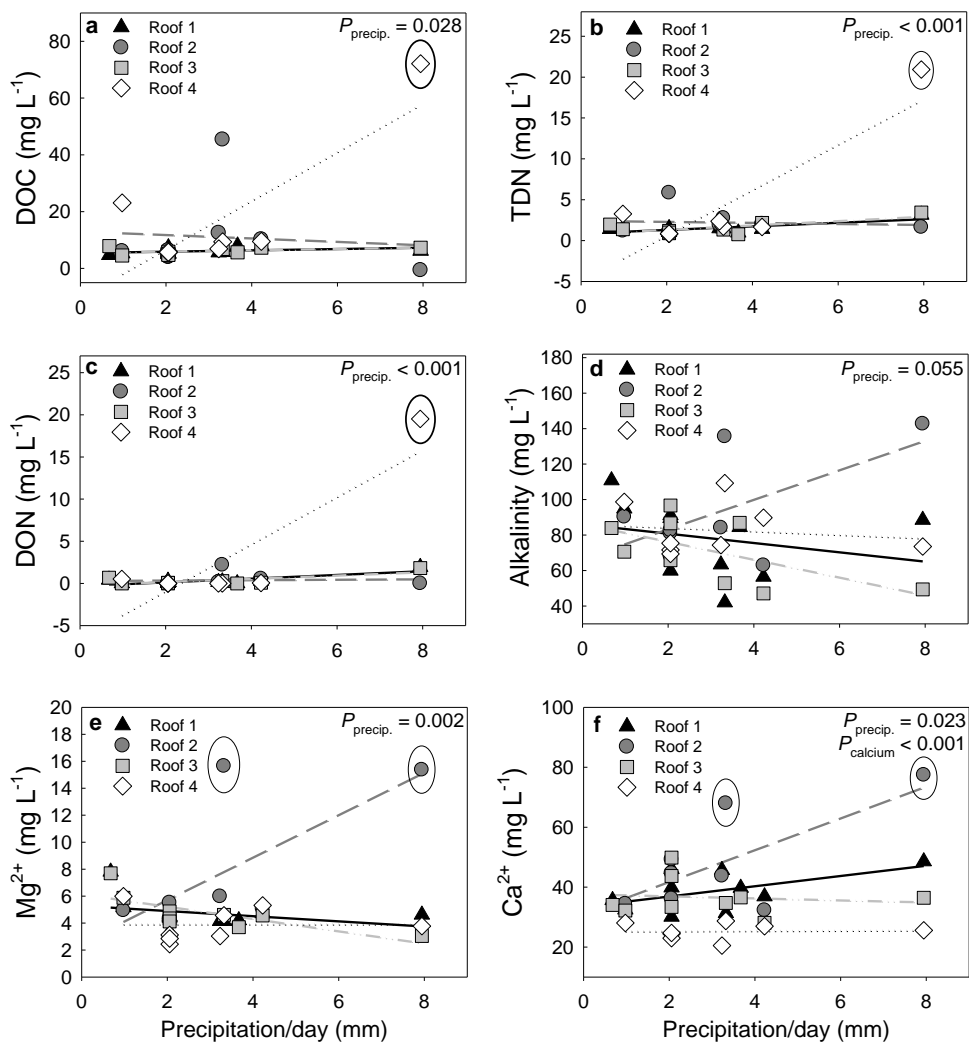 a
P precip. = 0.028
Roof 1
Roof 2
Roof 3
Roof 4
80
60
40
20
0
DOC (mg L⁻¹)
0 2 4 6 8
b
P precip. < 0.001
Roof 1
Roof 2
Roof 3
Roof 4
25
20
15
10
5
0
-5
TDN (mg L⁻¹)
0 2 4 6 8
c
P precip. < 0.001
Roof 1
Roof 2
Roof 3
Roof 4
25
20
15
10
5
0
-5
DON (mg L⁻¹)
0 2 4 6 8
d
P precip. = 0.055
Roof 1
Roof 2
Roof 3
Roof 4
180
160
140
120
100
80
60
40
Alkalinity (mg L⁻¹)
0 2 4 6 8
e
P precip. = 0.002
Roof 1
Roof 2
Roof 3
Roof 4
20
18
16
14
12
10
8
6
4
2
0
Mg²⁺ (mg L⁻¹)
0 2 4 6 8
Precipitation/day (mm)
f
P precip. = 0.023
P calcium < 0.001
Roof 1
Roof 2
Roof 3
Roof 4
100
80
60
40
20
Ca²⁺ (mg L⁻¹)
0 2 4 6 8
Precipitation/day (mm)